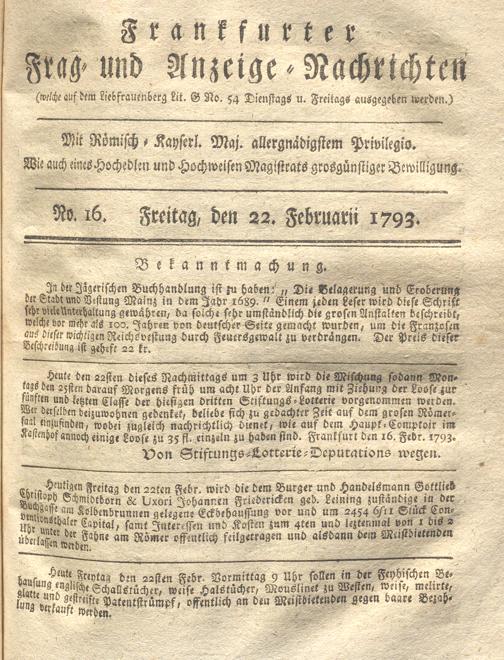 Frankfurter
Frag- und Anzeige-Nachrichten
(welche auf dem Liebfrauenberg Lit. G No. 54 Dienstags u. Freitags ausgegeben werden.)
Mit Römisch-Kayserl. Maj. allergnädigstem Privilegio.
Wie auch eines Hochedlen und Hochweisen Magistrats grosgünstiger Bewilligung.
No. 16. Freitag, den 22. Februarii 1793.
Bekanntmachung.
In der Jägerischen Buchhandlung ist zu haben: „Die Belagerung und Eroberung
der Stadt und Vestung Mainz in dem Jahr 1689." Einem jeden Leser wird diese Schrift
sehr viele Unterhaltung gewähren, da solche sehr umständlich die grosen Anstalten beschreibt,
welche vor mehr als 100. Jahren von deutscher Seite gemacht wurden, um die Franzosen
aus dieser wichtigen Reichsvestung durch Feuersgewalt zu verdrängen. Der Preis dieser
Beschreibung ist geheft 22 kr.
Heute den 22sten dieses Nachmittags um 3 Uhr wird die Mischung sodann Mon-
tags den 25sten darauf Morgens früh um acht Uhr der Anfang mit Ziehung der Loose zur
fünften und letzten Classe der hiesigen dritten Stiftungs-Lotterie vorgenommen werden.
Wer derselben beizuwohnen gedenket, beliebe sich zu gedachter Zeit auf dem grosen Römer-
saal einzufinden, wobei zugleich nachrichtlich dienet, wie auf dem Haupt-Comptoir im
Kastenhof annoch einige Loose zu 35 fl. einzeln zu haben sind. Frankfurt den 16. Febr. 1793.
Von Stiftungs-Lotterie-Deputations wegen.
Heutigen Freitag den 22ten Febr. wird die dem Burger und Handelsmann Gottlieb
Christoph Schmidtborn & Uxori Johannen Friedericken geb. Leining zuständige in der
Buchgasse am Kolbenbrunnen gelegene Eckbehaussung vor und um 2454 6/11 Stück Con-
ventionsthaler Capital, samt Interessen und Kosten zum 4ten und leztenmal von 1 bis 2
Uhr unter der Fahne am Römer offentlich feilgetragen und alsdann dem Meistbietenden
überlassen werden.
Heute Freytag den 22sten Febr. Vormittag 9 Uhr sollen in der Feyhischen Be-
hausung englische Schallstücher, weise Halstücher, Mouslinet zu Westen, weise, melirte,
glatte und gestreifte Patentstrümpf, offentlich an den Meistbietenden gegen baare Bezah-
lung verkauft werden.